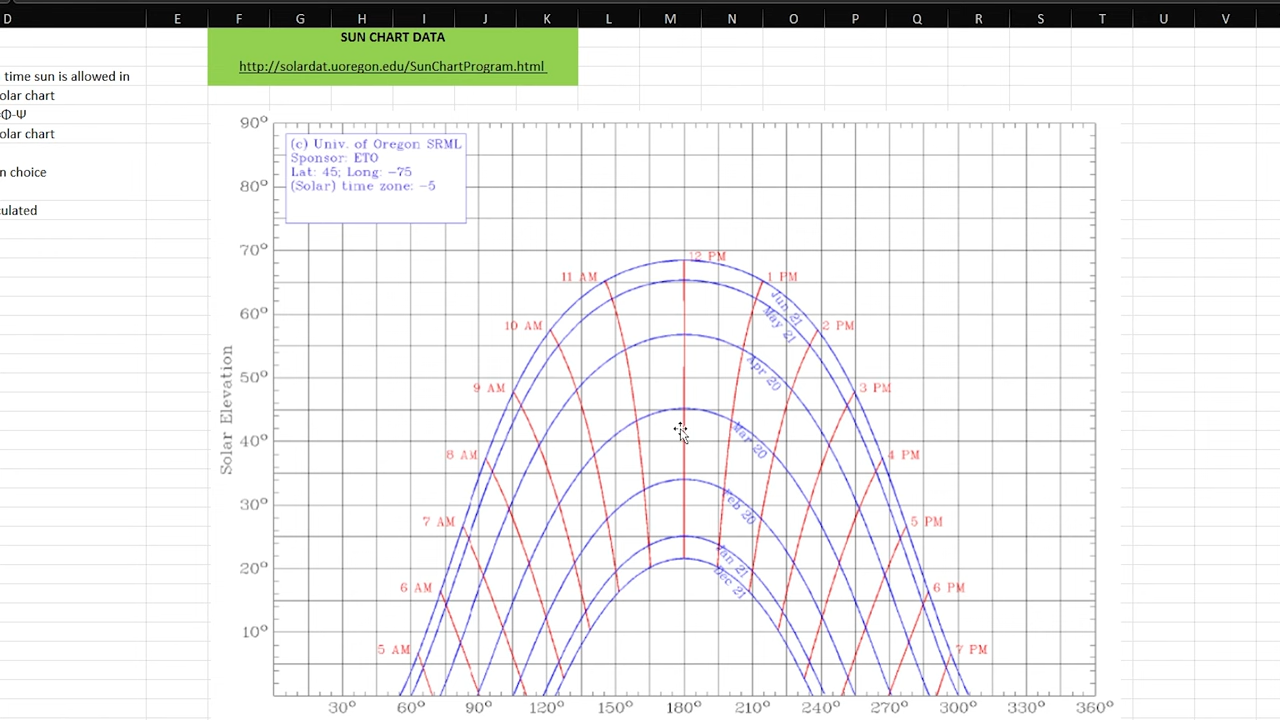 D E F G H I J K L M N O P Q R S T U V
SUN CHART DATA
http://solardat.uoregon.edu/SunChartProgram.html
time sun is allowed in
olar chart
Φ-Ψ
olar chart
n choice
culated
90°
(c) Univ. of Oregon SRML
Sponsor: ETO
Lat: 45; Long: −75
(Solar) time zone: −5
80°
70°
12 PM
11 AM
1 PM
Jun 21
60°
May 21
10 AM
2 PM
50°
Apr 20
9 AM
3 PM
Solar Elevation
40°
Mar 20
8 AM
4 PM
30°
Feb 20
7 AM
5 PM
20°
Jan 21
Dec 21
6 AM
6 PM
10°
5 AM
7 PM
30° 60° 90° 120° 150° 180° 210° 240° 270° 300° 330° 360°